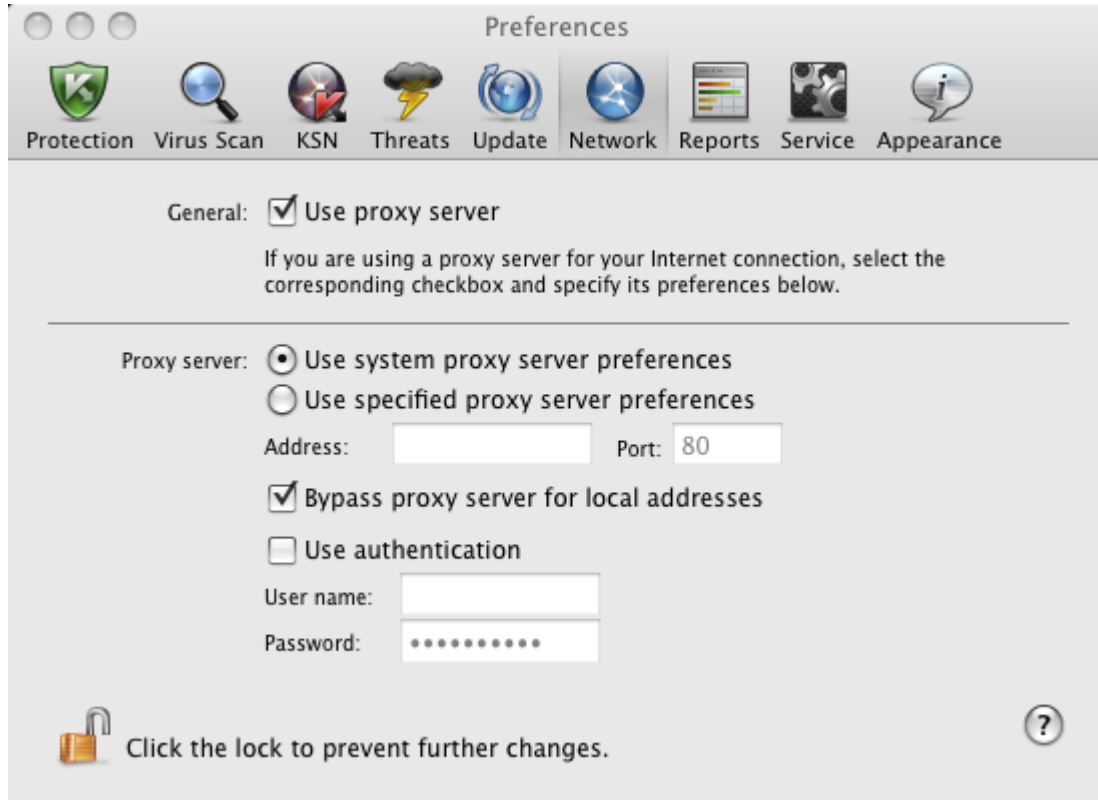 Preferences
Protection Virus Scan KSN Threats Update Network Reports Service Appearance
General: Use proxy server
If you are using a proxy server for your Internet connection, select the
corresponding checkbox and specify its preferences below.
Proxy server: Use system proxy server preferences
Use specified proxy server preferences
Address: Port: 80
Bypass proxy server for local addresses
Use authentication
User name:
Password: ••••••••••
Click the lock to prevent further changes. ?